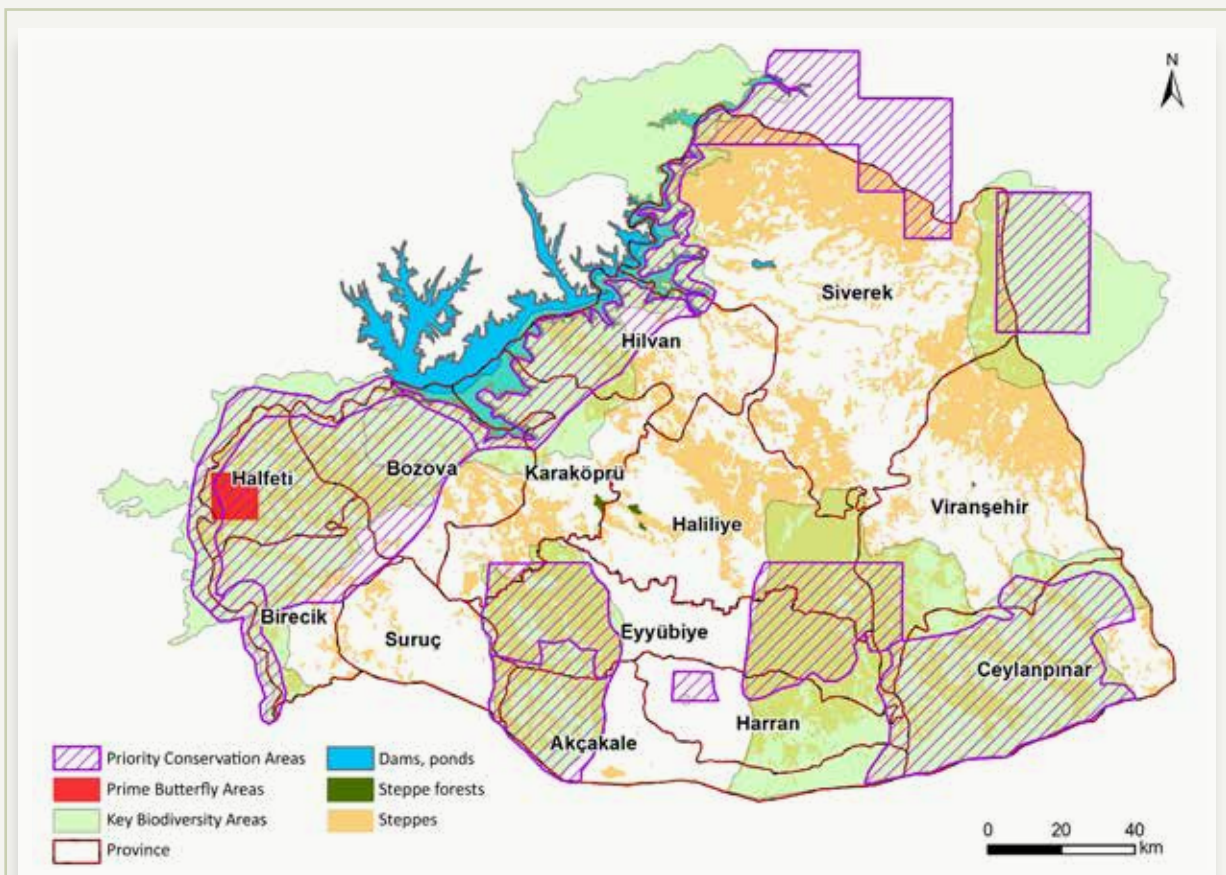 N
Siverek
Hilvan
Halfeti
Bozova
Karaköprü
Haliliye
Viranşehir
Birecik
Suruç
Eyyübiye
Ceylanpınar
Harran
Akçakale
Priority Conservation Areas
Prime Butterfly Areas
Key Biodiversity Areas
Province
Dams, ponds
Steppe forests
Steppes
0 20 40
km